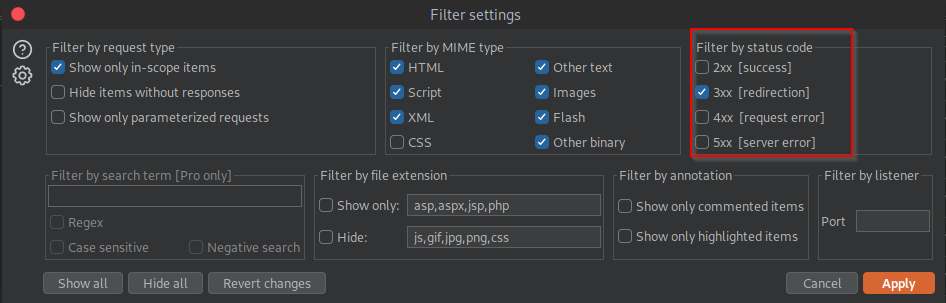 Filter settings
?
Filter by request type
Show only in-scope items
Hide items without responses
Show only parameterized requests
Filter by MIME type
HTML
Other text
Script
Images
XML
Flash
CSS
Other binary
Filter by status code
2xx [success]
3xx [redirection]
4xx [request error]
5xx [server error]
Filter by search term [Pro only]
Regex
Case sensitive
Negative search
Filter by file extension
Show only: asp,aspx,jsp,php
Hide: js,gif,jpg,png,css
Filter by annotation
Show only commented items
Show only highlighted items
Filter by listener
Port
Show all
Hide all
Revert changes
Cancel
Apply